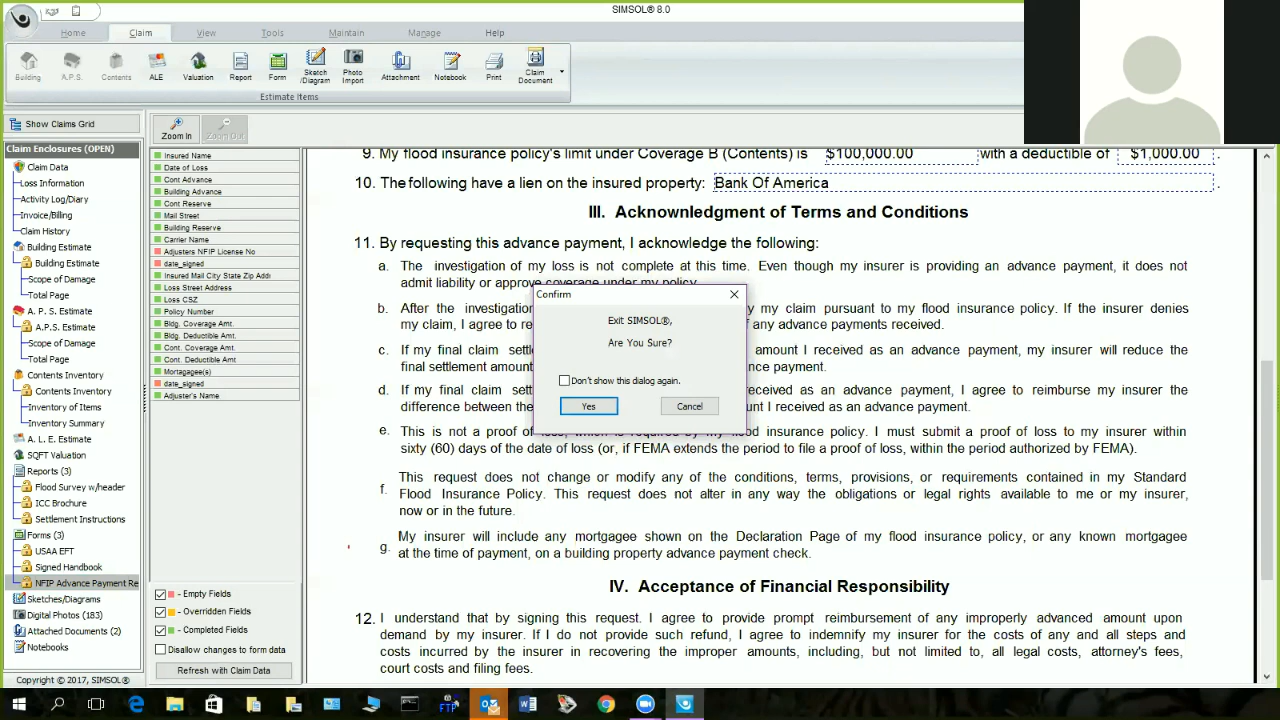 SIMSOL® 8.0
Home Claim View Tools Maintain Manage Help
Building A.P.S. Contents ALE Valuation Report Form Sketch /Diagram Photo Import Attachment Notebook Print Claim Document
Estimate Items
Show Claims Grid
Claim Enclosures (OPEN)
Claim Data
Loss Information
Activity Log/Diary
Invoice/Billing
Claim History
Building Estimate
Building Estimate
Scope of Damage
Total Page
A. P. S. Estimate
A.P.S. Estimate
Scope of Damage
Total Page
Contents Inventory
Contents Inventory
Inventory of Items
Inventory Summary
A. L. E. Estimate
SQFT Valuation
Reports (3)
Flood Survey w/header
ICC Brochure
Settlement Instructions
Forms (3)
USAA EFT
Signed Handbook
NFIP Advance Payment Re
Sketches/Diagrams
Digital Photos (183)
Attached Documents (2)
Notebooks
Copyright © 2017, SIMSOL®
Zoom In Zoom Out
Insured Name
Date of Loss
Cont Advance
Building Advance
Cont Reserve
Mail Street
Building Reserve
Carrier Name
Adjusters NFIP License No
date_signed
Insured Mail City State Zip Addr
Loss Street Address
Loss CSZ
Policy Number
Bldg. Coverage Amt.
Bldg. Deductible Amt.
Cont. Coverage Amt.
Cont. Deductible Amt
Mortgagee(s)
date_signed
Adjuster's Name
- Empty Fields
- Overridden Fields
- Completed Fields
Disallow changes to form data
Refresh with Claim Data
9. My flood insurance policy's limit under Coverage B (Contents) is $100,000.00 with a deductible of $1,000.00 .
10. The following have a lien on the insured property: Bank Of America .
III. Acknownledgment of Terms and Conditions
11. By requesting this advance payment, I acknowledge the following:
a. The investigation of my loss is not complete at this time. Even though my insurer is providing an advance payment, it does not
admit liability or approve coverage under my policy.
b. After the investigation my claim pursuant to my flood insurance policy. If the insurer denies
my claim, I agree to any advance payments received.
c. If my final claim amount I received as an advance payment, my insurer will reduce the
final settlement payment.
d. If my final claim received as an advance payment, I agree to reimburse my insurer the
difference between the I received as an advance payment.
e. This is not a proof of loss, which is required by my flood insurance policy. I must submit a proof of loss to my insurer within
sixty (60) days of the date of loss (or, if FEMA extends the period to file a proof of loss, within the period authorized by FEMA).
f. This request does not change or modify any of the conditions, terms, provisions, or requirements contained in my Standard
Flood Insurance Policy. This request does not alter in any way the obligations or legal rights available to me or my insurer,
now or in the future.
g. My insurer will include any mortgagee shown on the Declaration Page of my flood insurance policy, or any known mortgagee
at the time of payment, on a building property advance payment check.
IV. Acceptance of Financial Responsibility
12. I understand that by signing this request. I agree to provide prompt reimbursement of any improperly advanced amount upon
demand by my insurer. If I do not provide such refund, I agree to indemnify my insurer for the costs of any and all steps and
costs incurred by the insurer in recovering the improper amounts, including, but not limited to, all legal costs, attorney's fees,
court costs and filing fees.
Confirm
Exit SIMSOL®,
Are You Sure?
Don't show this dialog again.
Yes Cancel
FTP